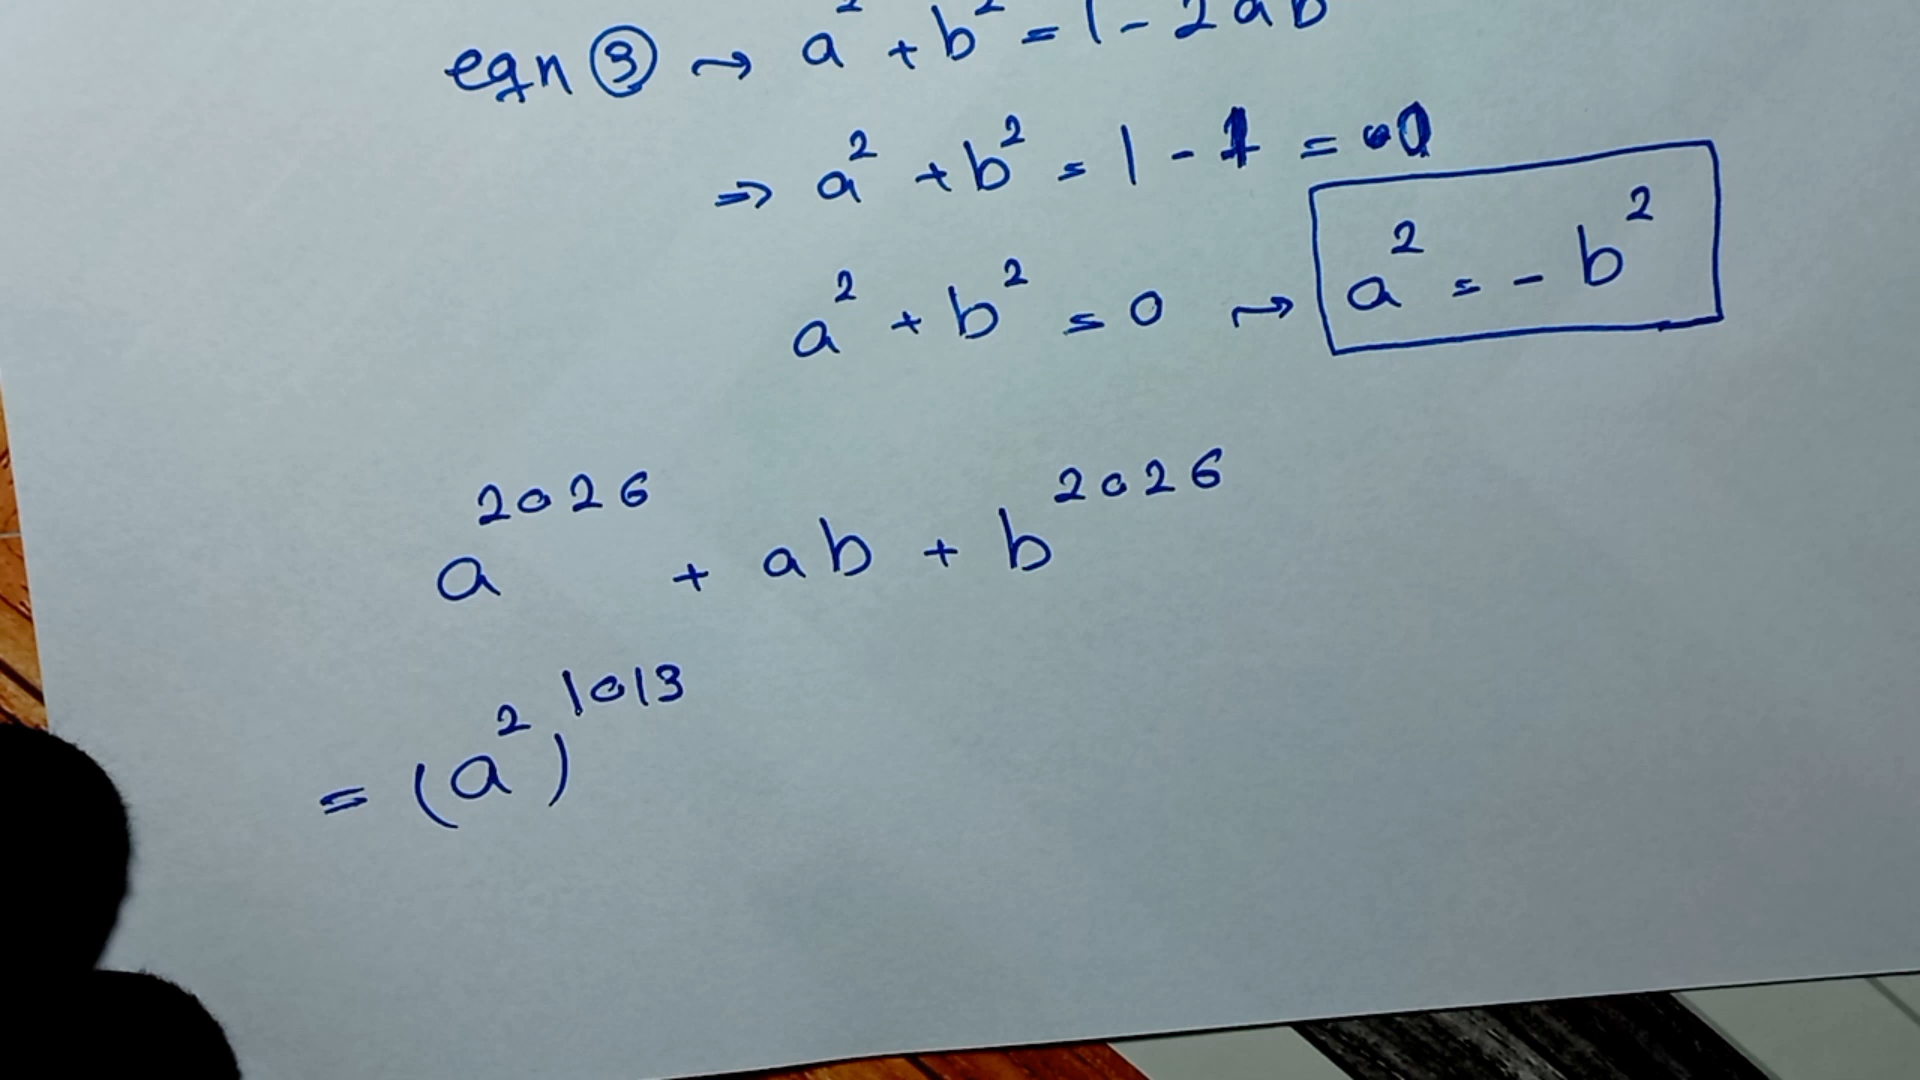 eqn ③ → a² + b² = 1 - 2ab
⇒ a² + b² = 1 - 1 = 0
a² + b² = 0 → a² = - b²
a²⁰²⁶ + ab + b²⁰²⁶
= (a²)¹⁰¹³